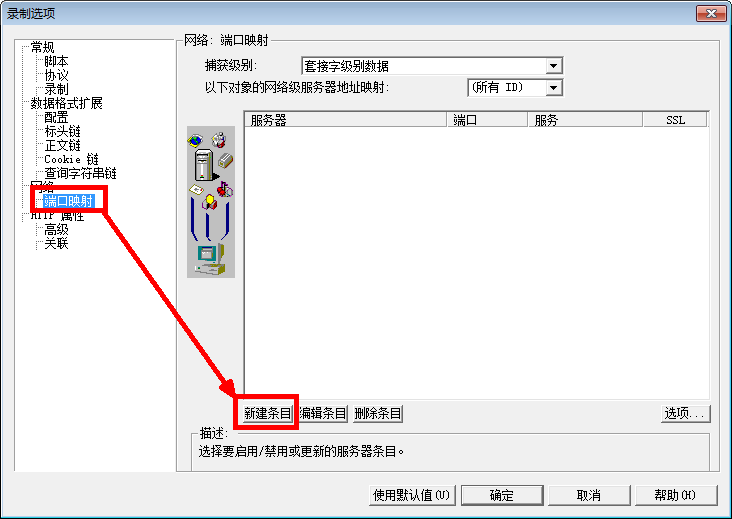 录制选项
常规
脚本
协议
录制
数据格式扩展
配置
标头链
正文链
Cookie 链
查询字符串链
网络
端口映射
HTTP 属性
高级
关联
网络: 端口映射
捕获级别: 套接字级别数据
以下对象的网络级服务器地址映射: (所有 ID)
服务器 端口 服务 SSL
新建条目 编辑条目 删除条目 选项...
描述:
选择要启用/禁用或更新的服务器条目。
使用默认值(U) 确定 取消 帮助(H)